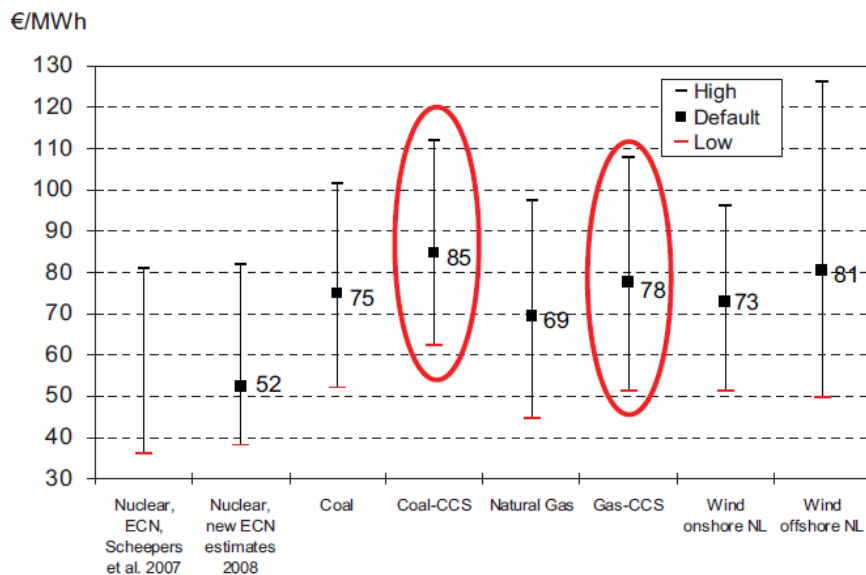 €/MWh
130
120
110
100
90
80
70
60
50
40
30
High
Default
Low
52
75
85
69
78
73
81
Nuclear,
ECN,
Scheepers
et al. 2007
Nuclear,
new ECN
estimates
2008
Coal
Coal-CCS
Natural Gas
Gas-CCS
Wind
onshore NL
Wind
offshore NL